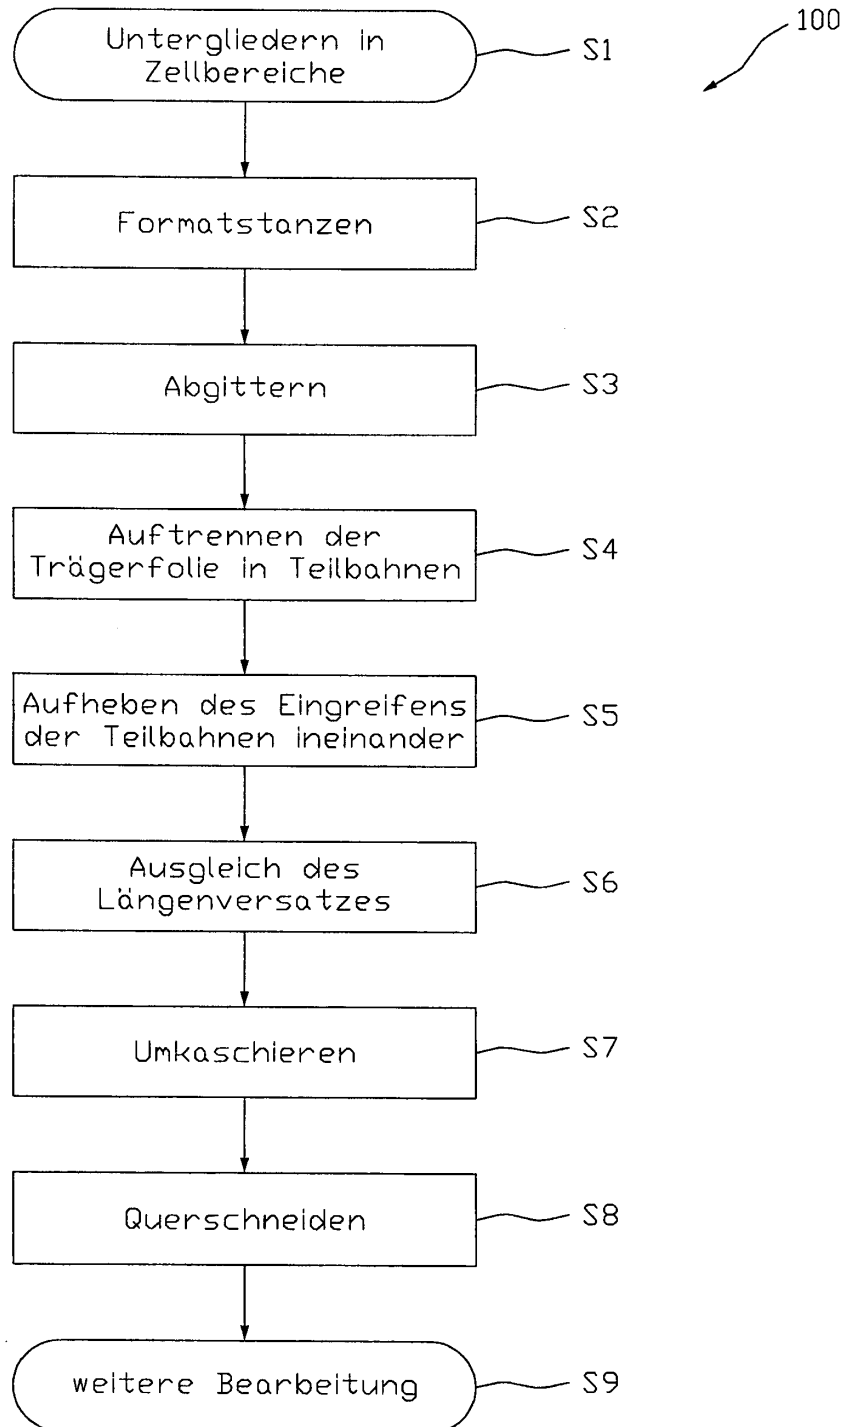 100
Untergliedern in
Zellbereiche
S1
Formatstanzen
S2
Abgittern
S3
Auftrennen der
Trägerfolie in Teilbahnen
S4
Aufheben des Eingreifens
der Teilbahnen ineinander
S5
Ausgleich des
Längenversatzes
S6
Umkaschieren
S7
Querschneiden
S8
weitere Bearbeitung
S9